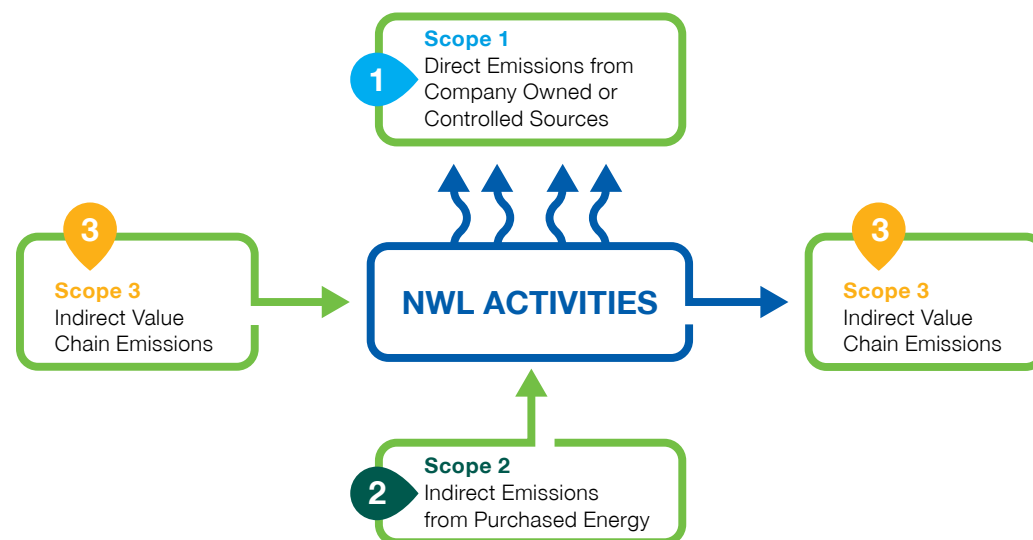 Scope 1
1
Direct Emissions from
Company Owned or
Controlled Sources
3
Scope 3
Indirect Value
Chain Emissions
NWL ACTIVITIES
3
Scope 3
Indirect Value
Chain Emissions
Scope 2
2
Indirect Emissions
from Purchased Energy